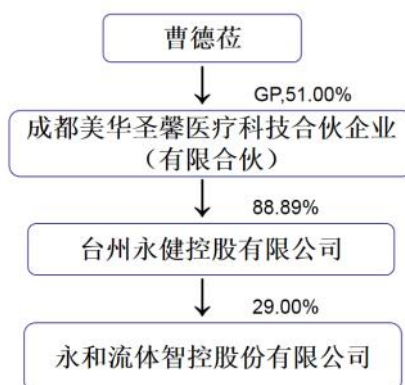 曹德莅
GP,51.00%
成都美华圣馨医疗科技合伙企业
（有限合伙）
88.89%
台州永健控股有限公司
29.00%
永和流体智控股份有限公司